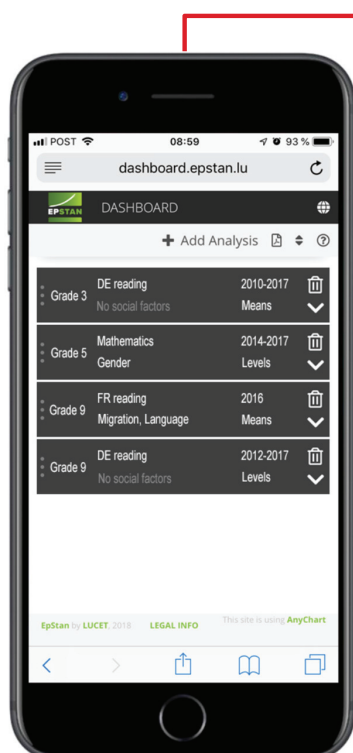 POST 08:59 93 %
dashboard.epstan.lu
EPSTAN DASHBOARD
+ Add Analysis ?
Grade 3 DE reading 2010-2017
No social factors Means
Grade 5 Mathematics 2014-2017
Gender Levels
Grade 9 FR reading 2016
Migration, Language Means
Grade 9 DE reading 2012-2017
No social factors Levels
EpStan by LUCET, 2018 LEGAL INFO This site is using AnyChart